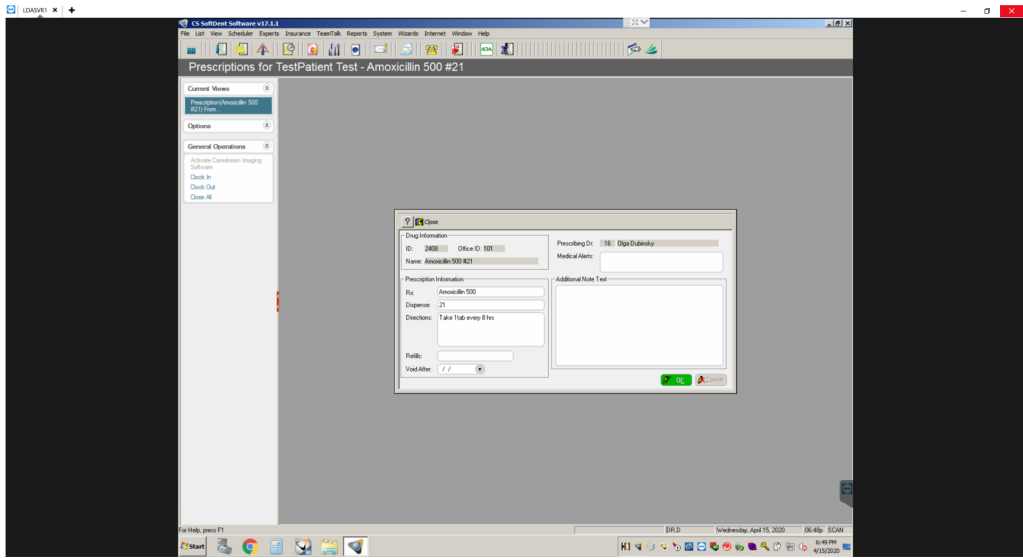 LDASVR1
CS SoftDent Software v17.1.1
File List View Scheduler Experts Insurance TeamTalk Reports System Wizards Internet Window Help
ADA
Prescriptions for TestPatient Test - Amoxicillin 500 #21
Current Views
Prescription(Amoxicillin 500
#21) From ...
Options
General Operations
Activate Carestream Imaging
Software
Clock In
Clock Out
Close All
? Close
Drug Information
ID: 2408 Office ID: 101
Name: Amoxicillin 500 #21
Prescribing Dr: 16 Olga Dubinsky
Medical Alerts:
Prescription Information
Rx: Amoxicillin 500
Dispense: 21
Directions: Take 1tab every 8 hrs
Refills:
Void After: / /
Additional Note Text
OK Cancel
For Help, press F1
DR.D Wednesday, April 15, 2020 06:48p SCAN
Start
6:49 PM
4/15/2020